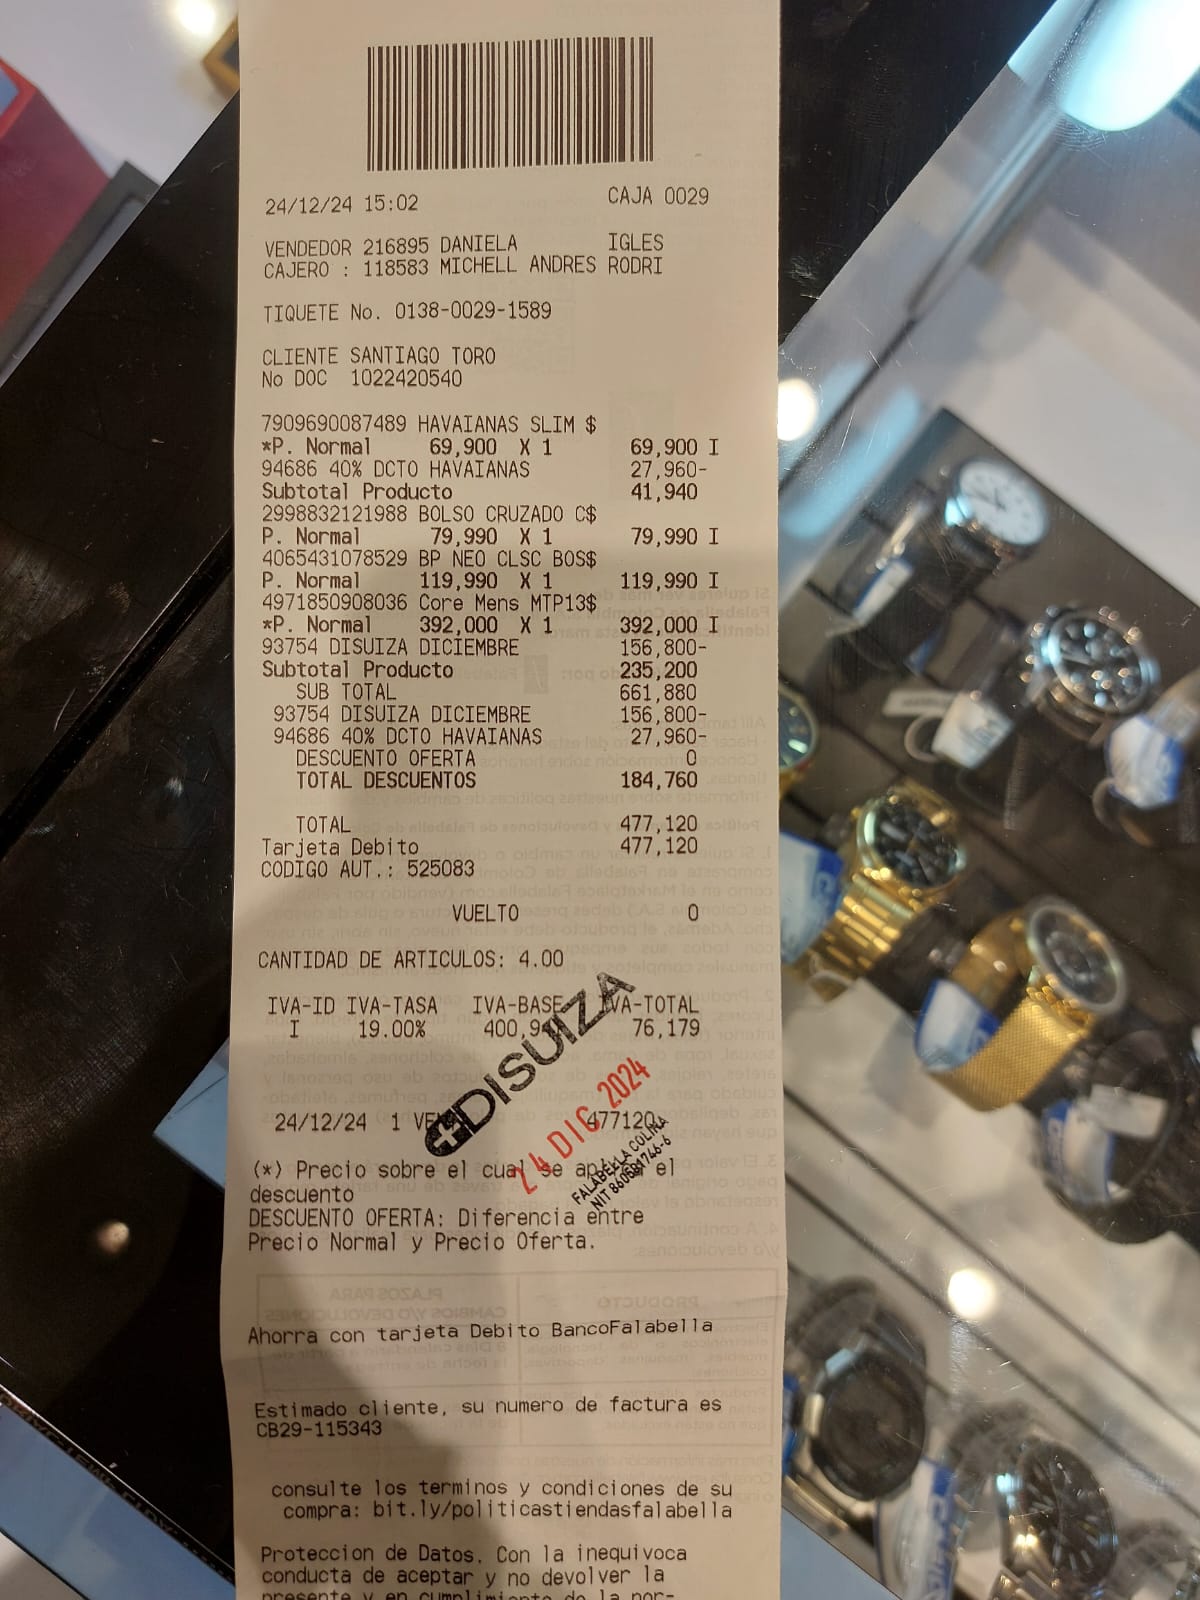 24/12/24 15:02 CAJA 0029
VENDEDOR 216895 DANIELA IGLES
CAJERO : 118583 MICHELL ANDRES RODRI
TIQUETE No. 0138-0029-1589
CLIENTE SANTIAGO TORO
No DOC 1022420540
7909690087489 HAVAIANAS SLIM $
*P. Normal 69,900 X 1 69,900 I
94686 40% DCTO HAVAIANAS 27,960-
Subtotal Producto 41,940
2998832121988 BOLSO CRUZADO C$
P. Normal 79,990 X 1 79,990 I
4065431078529 BP NEO CLSC BOS$
P. Normal 119,990 X 1 119,990 I
4971850908036 Core Mens MTP13$
*P. Normal 392,000 X 1 392,000 I
93754 DISUIZA DICIEMBRE 156,800-
Subtotal Producto 235,200
SUB TOTAL 661,880
93754 DISUIZA DICIEMBRE 156,800-
94686 40% DCTO HAVAIANAS 27,960-
DESCUENTO OFERTA 0
TOTAL DESCUENTOS 184,760
TOTAL 477,120
Tarjeta Debito 477,120
CODIGO AUT.: 525083
VUELTO 0
CANTIDAD DE ARTICULOS: 4.00
IVA-ID IVA-TASA IVA-BASE IVA-TOTAL
I 19.00% 76,179
DISUIZA
24 DIC 2024
FALABELLA COLINA
24/12/24 1 477120
(*) Precio sobre el cual se el
descuento
DESCUENTO OFERTA: Diferencia entre
Precio Normal y Precio Oferta.
Ahorra con tarjeta Debito BancoFalabella
Estimado cliente, su numero de factura es
CB29-115343
consulte los terminos y condiciones de su
compra: bit.ly/politicastiendasfalabella
Proteccion de Datos. Con la inequivoca
conducta de aceptar y no devolver la
presente y en cumplimiento de la nor-